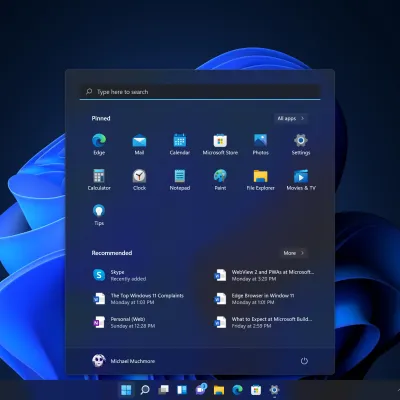 Type here to search
Pinned
All apps >
Edge
Mail
Calendar
Microsoft Store
Photos
Settings
Calculator
Clock
Notepad
Paint
File Explorer
Movies & TV
Tips
Recommended
More >
Skype
Recently added
WebView 2 and PWAs at Microsoft...
Monday at 3:20 PM
The Top Windows 11 Complaints
Monday at 1:03 PM
Edge Browser in Window 11
Monday at 1:01 PM
Personal (Web)
Sunday at 12:28 PM
What to Expect at Microsoft Build...
Friday at 2:59 PM
Michael Muchmore